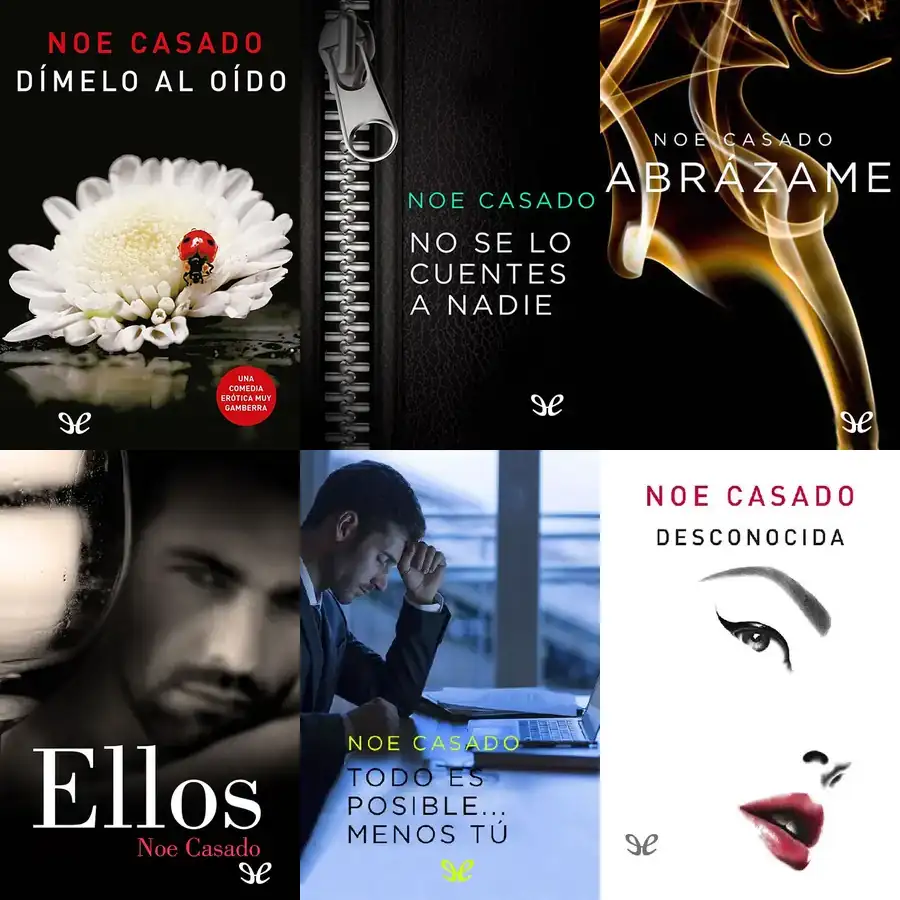 NOE CASADO
DÍMELO AL OÍDO
UNA
COMEDIA
ERÓTICA MUY
GAMBERRA
NOE CASADO
NO SE LO
CUENTES
A NADIE
NOE CASADO
ABRÁZAME
Ellos
Noe Casado
NOE CASADO
TODO ES
POSIBLE...
MENOS TÚ
NOE CASADO
DESCONOCIDA